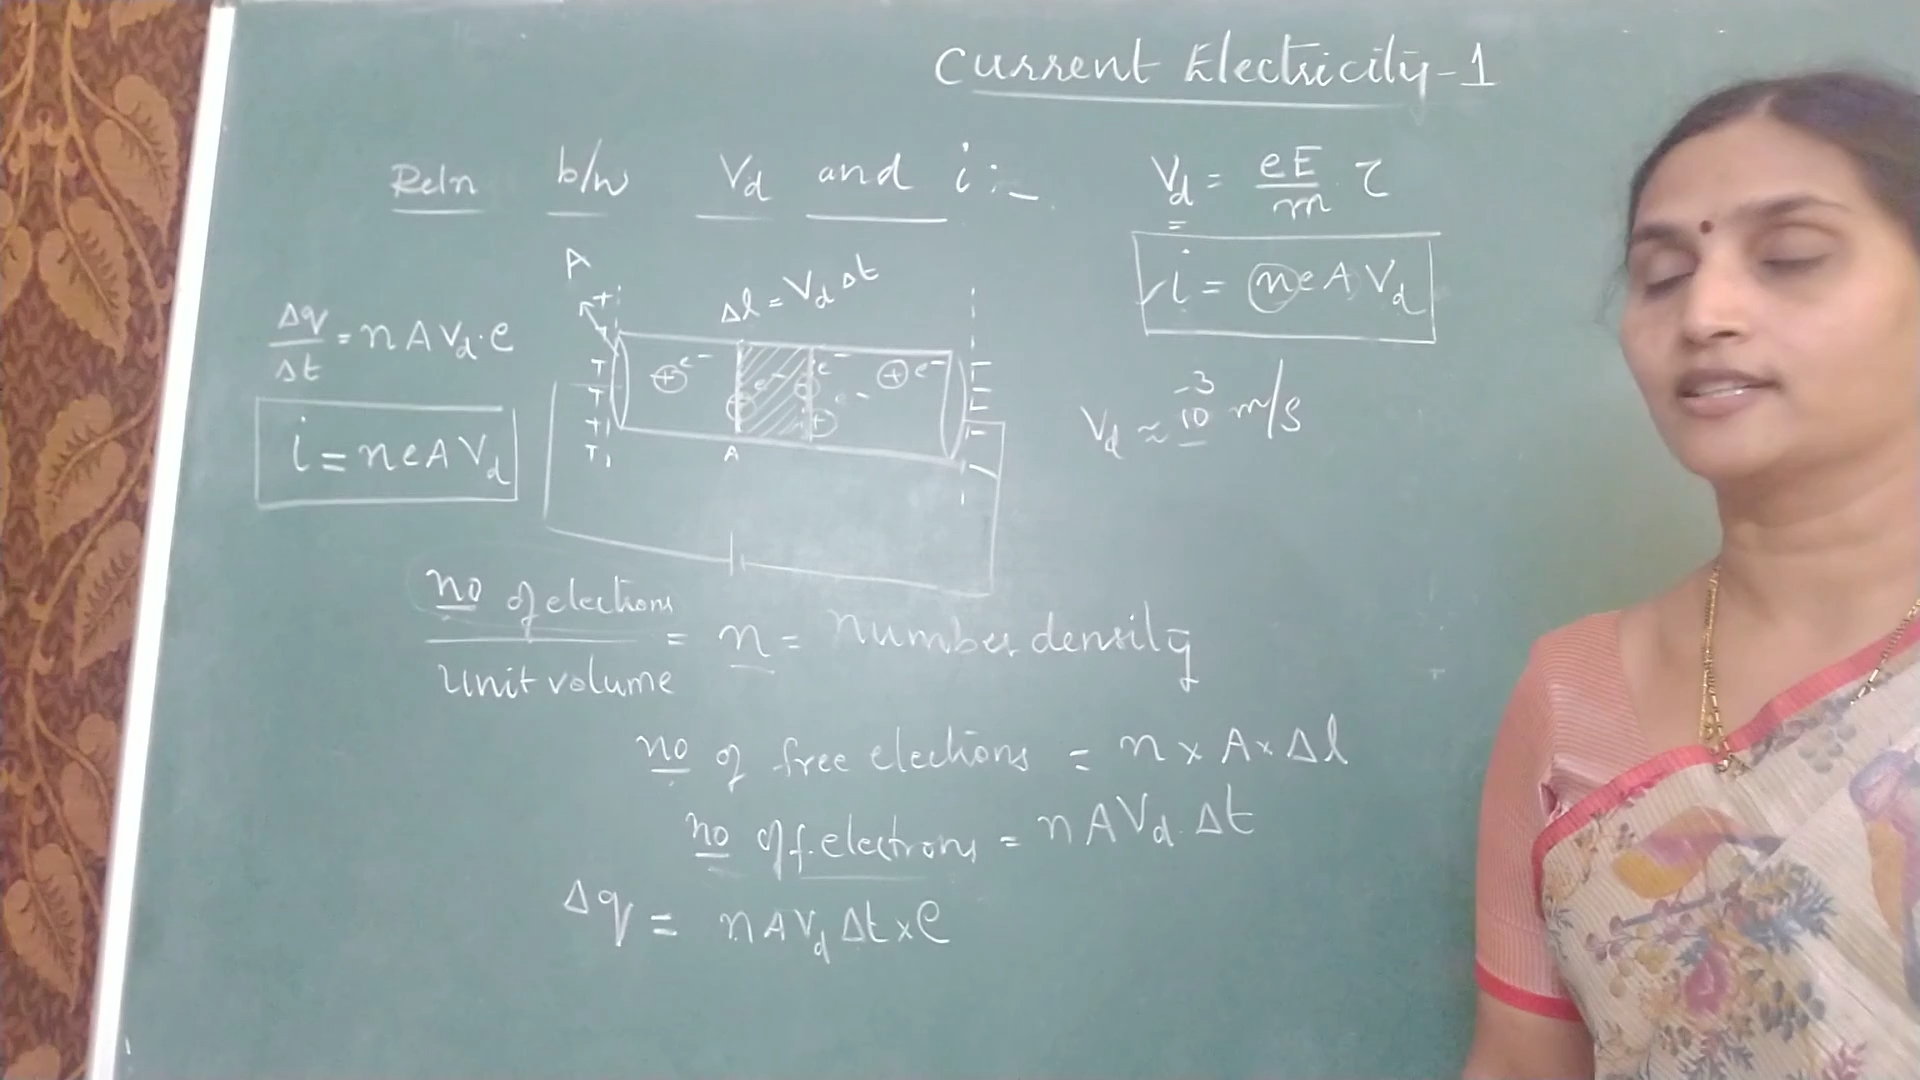 Current Electricity-1
Reln b/w Vd and i :-
Vd = eE/m τ
i = neAVd
A
Δl = Vd Δt
Δq/Δt = nAVd·e
i = neAVd
+ e- e- e- + e- + e-
A
Vd ≈ 10^-3 m/s
no of electrons / Unit volume = n = number density
no of free electrons = n × A × Δl
no of f.electrons = nAVd.Δt
Δq = nAVd Δt × e